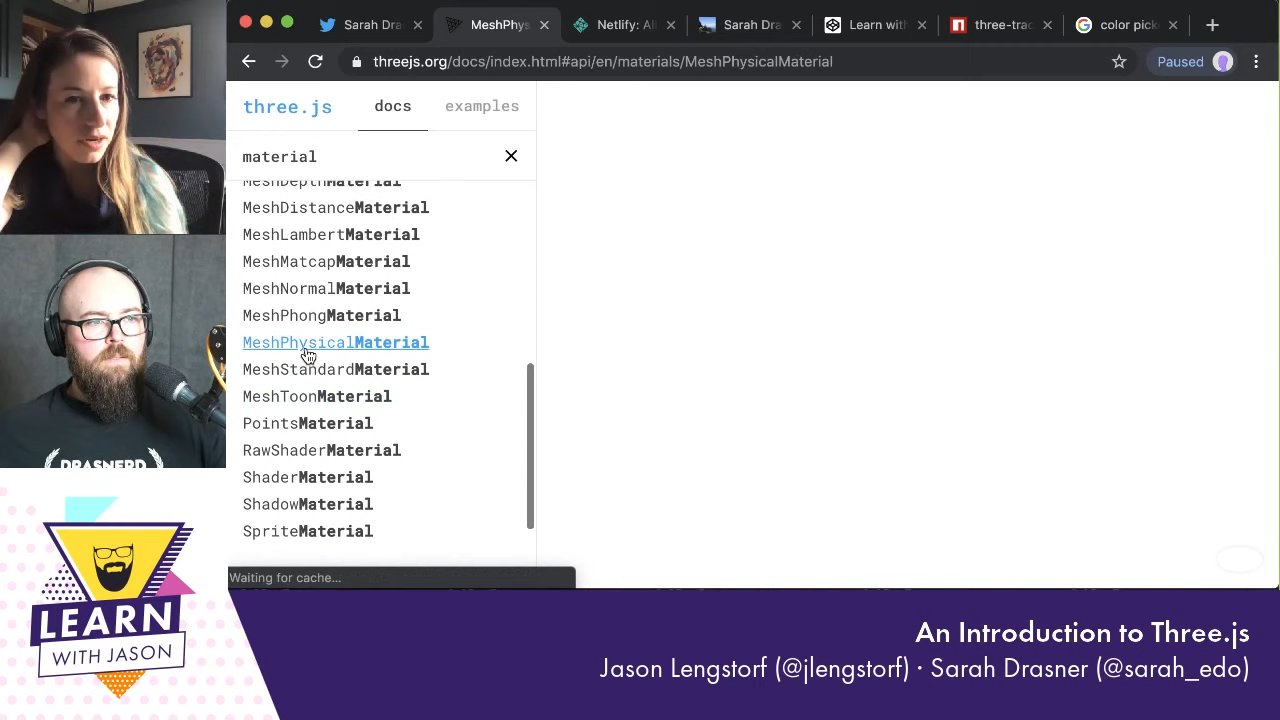 Sarah Dra
MeshPhys
Netlify: Al
Sarah Dra
Learn with
three-trac
color pick
threejs.org/docs/index.html#api/en/materials/MeshPhysicalMaterial
Paused
three.js
docs
examples
material
MeshDepthMaterial
MeshDistanceMaterial
MeshLambertMaterial
MeshMatcapMaterial
MeshNormalMaterial
MeshPhongMaterial
MeshPhysicalMaterial
MeshStandardMaterial
MeshToonMaterial
PointsMaterial
RawShaderMaterial
ShaderMaterial
ShadowMaterial
SpriteMaterial
Waiting for cache...
DRASNERD
LEARN
WITH JASON
An Introduction to Three.js
Jason Lengstorf (@jlengstorf) · Sarah Drasner (@sarah_edo)